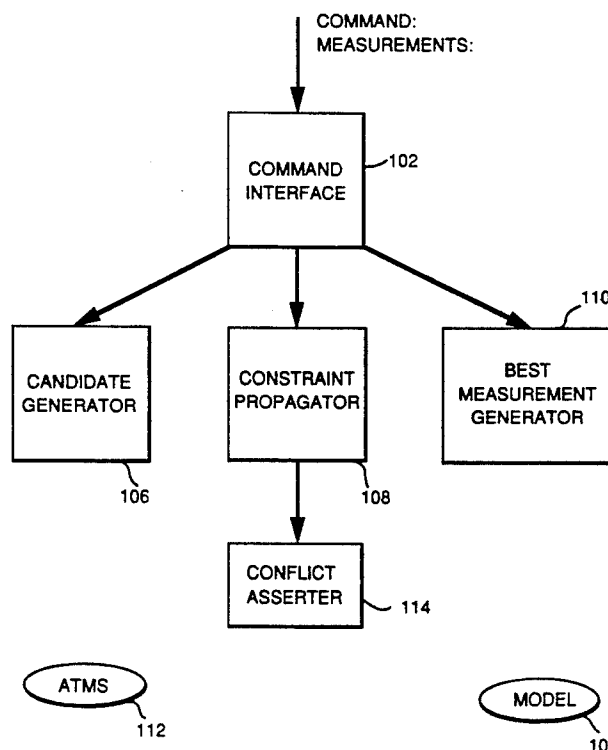 COMMAND:
MEASUREMENTS:
COMMAND
INTERFACE
102
110
CANDIDATE
GENERATOR
CONSTRAINT
PROPAGATOR
BEST
MEASUREMENT
GENERATOR
106
108
CONFLICT
ASSERTER
114
ATMS
112
MODEL